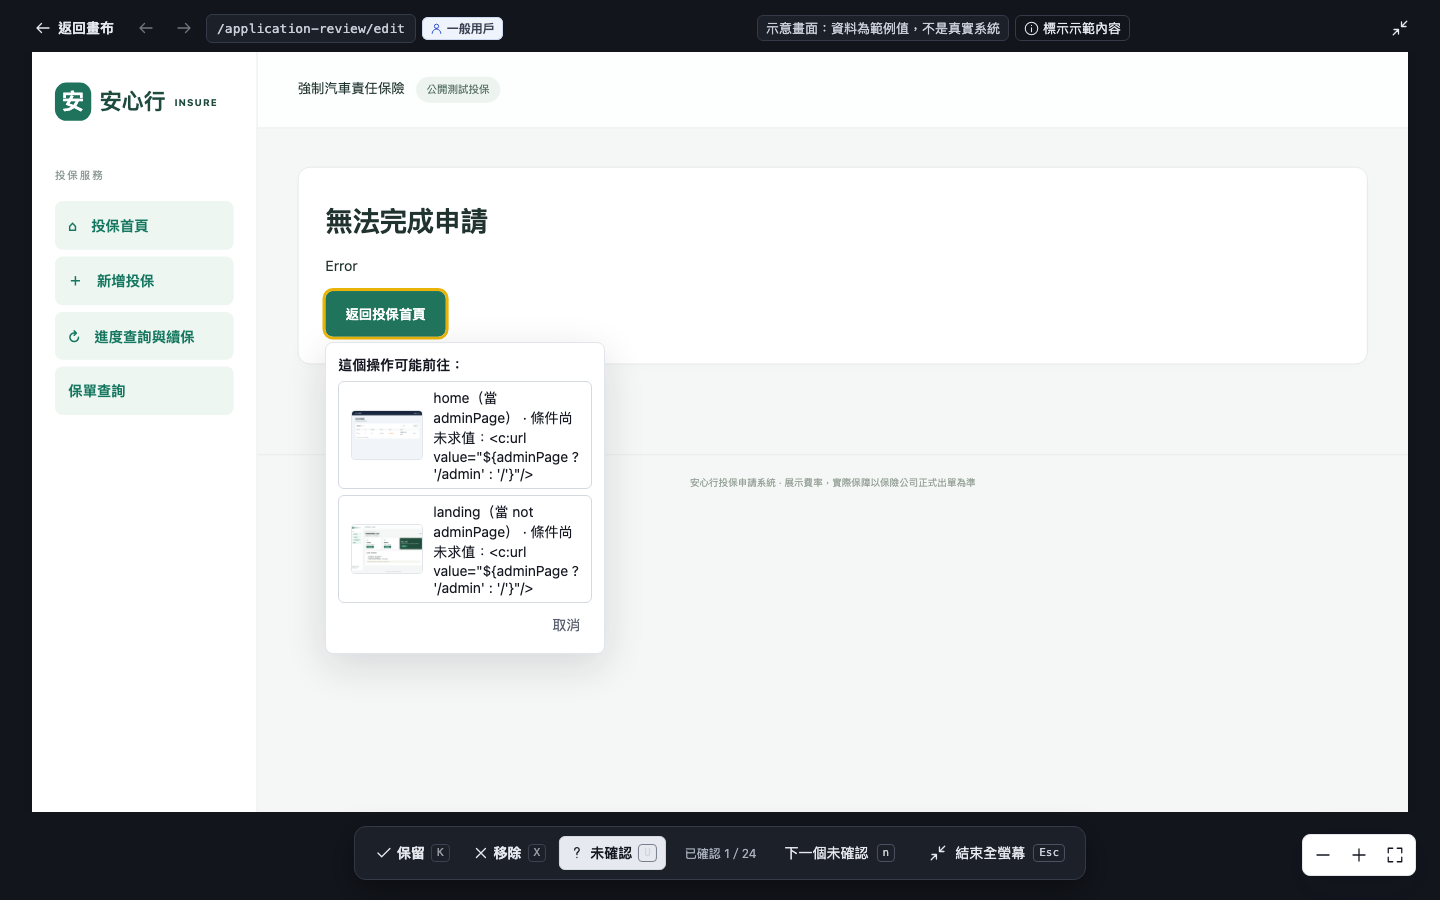 返回畫布
/application-review/edit
一般用戶
示意畫面：資料為範例值，不是真實系統
標示示範內容
安 安心行 INSURE
強制汽車責任保險 公開測試投保
投保服務
投保首頁
新增投保
進度查詢與續保
保單查詢
無法完成申請
Error
返回投保首頁
這個操作可能前往：
home（當
adminPage） · 條件尚
未求值：<c:url
value="${adminPage ?
'/admin' : '/'}"/>
landing（當 not
adminPage） · 條件尚
未求值：<c:url
value="${adminPage ?
'/admin' : '/'}"/>
取消
安心行投保申請系統 · 展示費率，實際保障以保險公司正式出單為準
保留 K
移除 X
? 未確認 U
已確認 1 / 24
下一個未確認 n
結束全螢幕 Esc